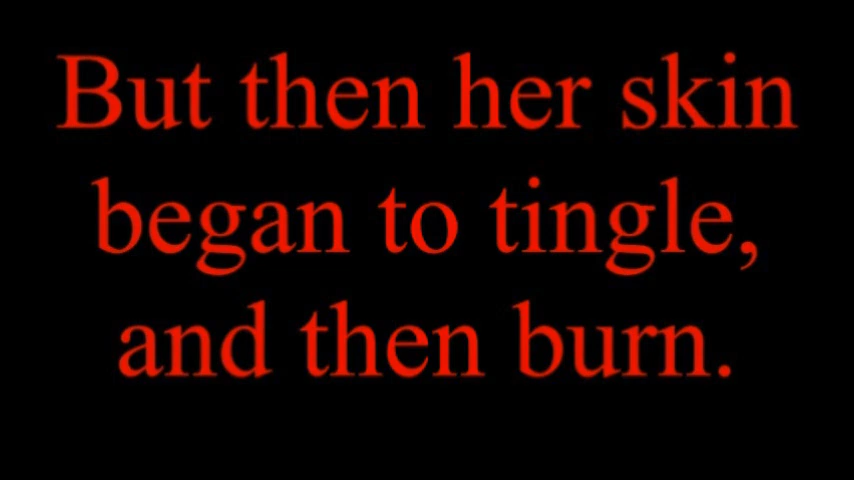 But then her skin
began to tingle,
and then burn.